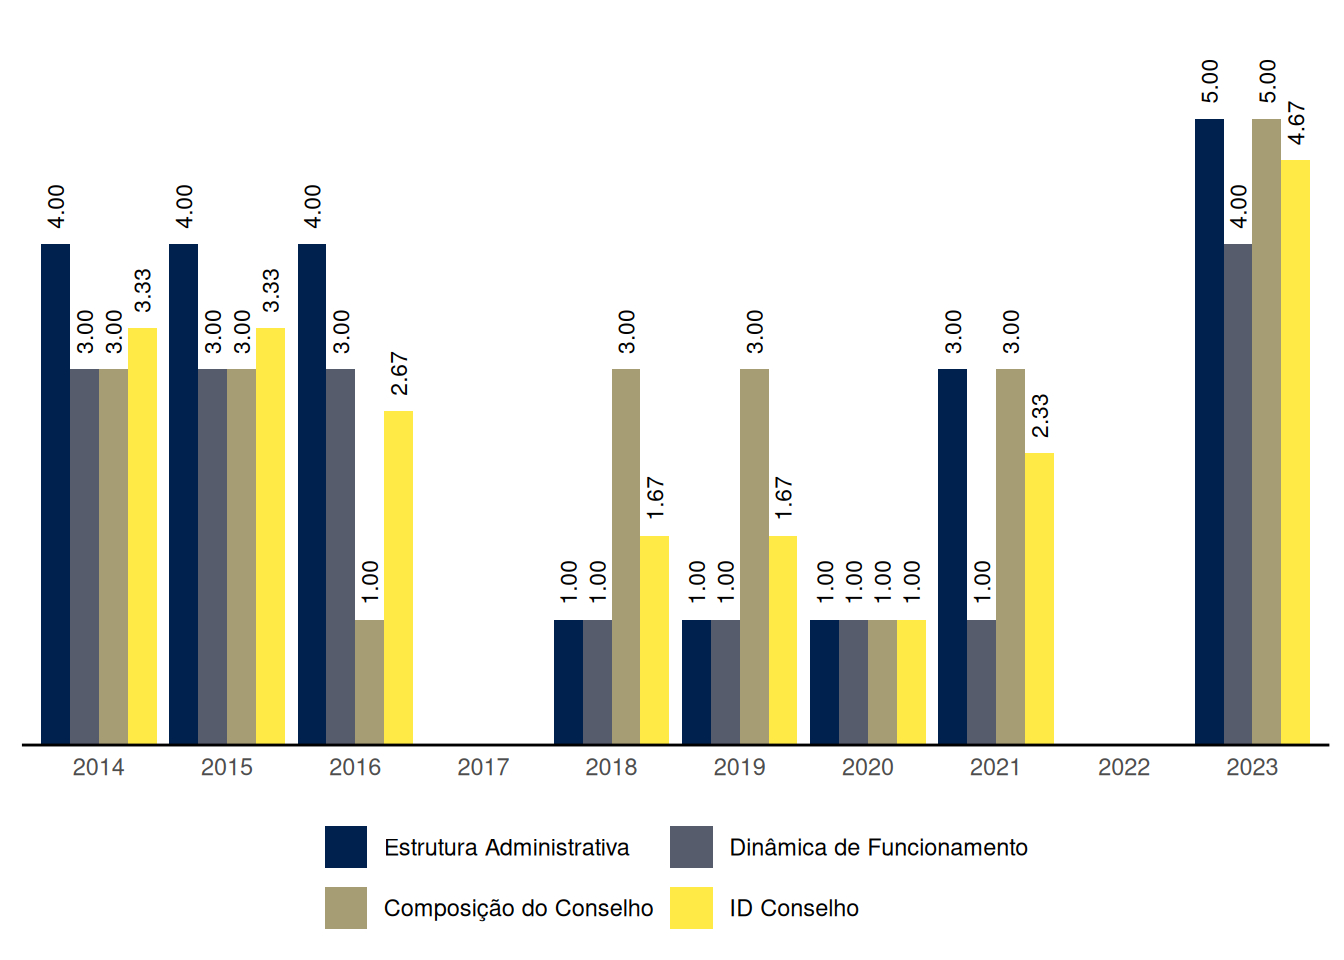 4.00 3.00 3.00 3.33 4.00 3.00 3.00 3.33 4.00 3.00 1.00 2.67 1.00 1.00 3.00 1.67 1.00 1.00 3.00 1.67 1.00 1.00 1.00 1.00 3.00 1.00 3.00 2.33 5.00 4.00 5.00 4.67
2014 2015 2016 2017 2018 2019 2020 2021 2022 2023
Estrutura Administrativa Dinâmica de Funcionamento
Composição do Conselho ID Conselho